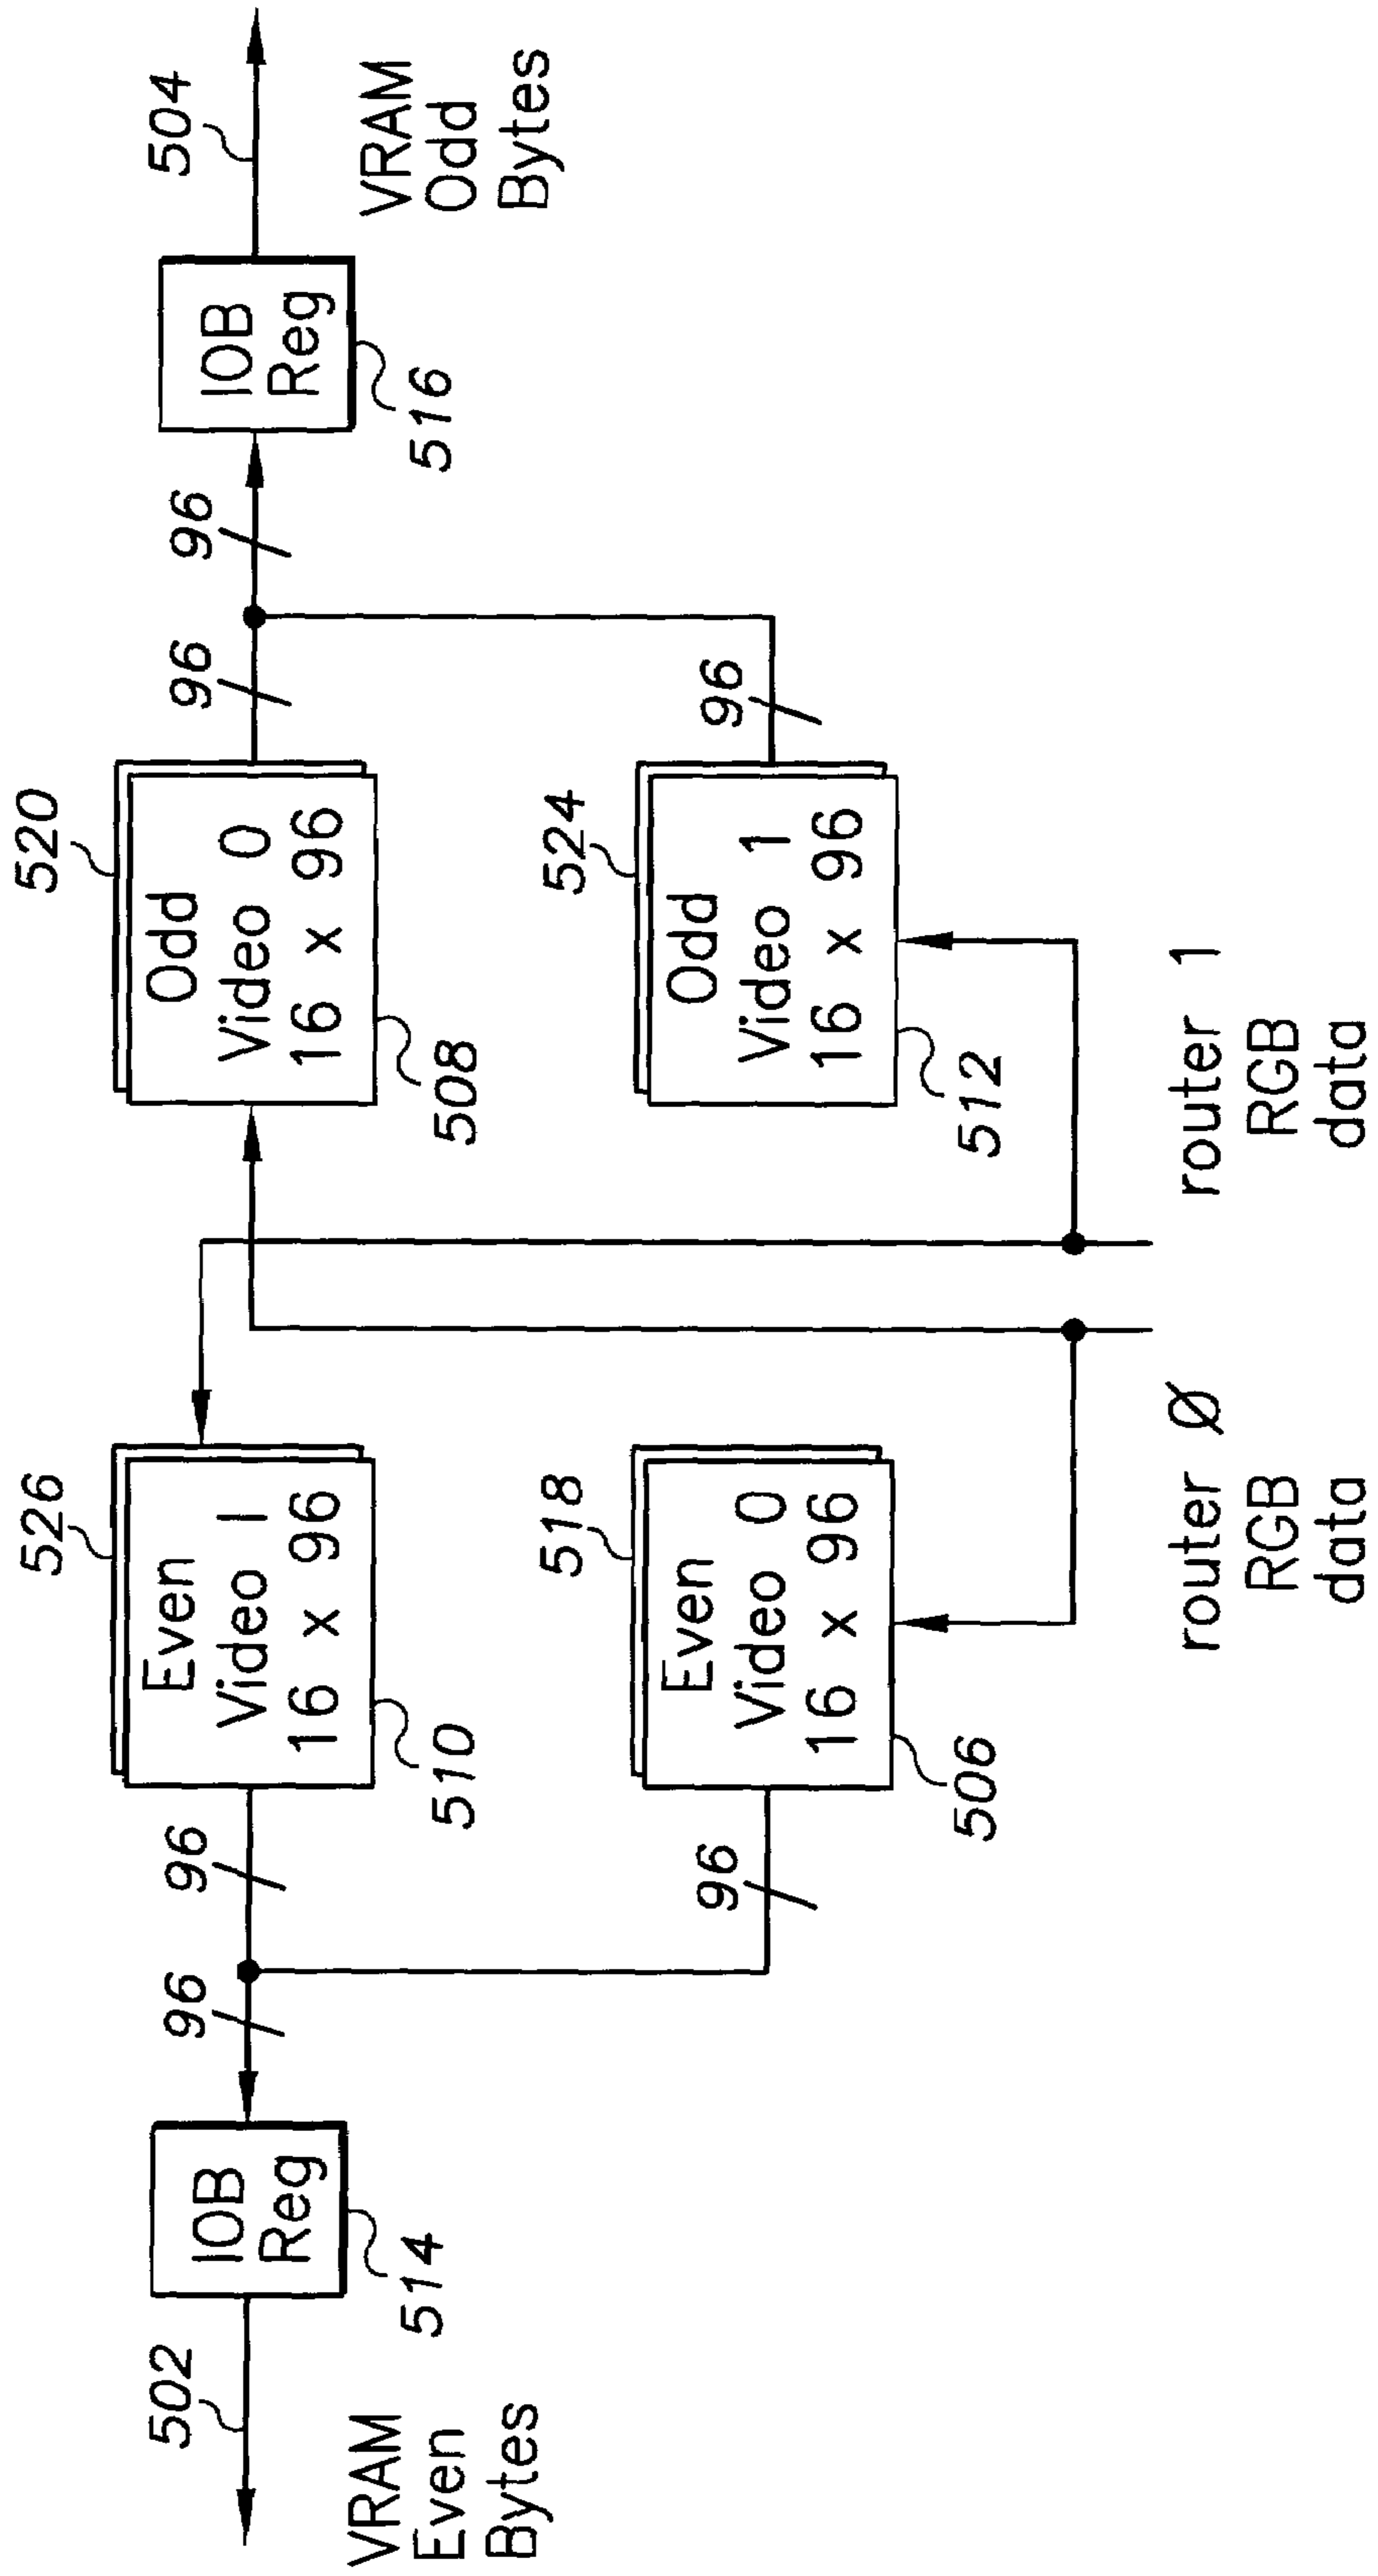 502
VRAM
Even
Bytes
IOB
Reg
514
96
96
526
Even
Video 1
16 x 96
510
96
518
Even
Video 0
16 x 96
506
router Ø
RGB
data
520
Odd
Video 0
16 x 96
508
524
Odd
Video 1
16 x 96
512
router 1
RGB
data
96
96
96
IOB
Reg
516
504
VRAM
Odd
Bytes